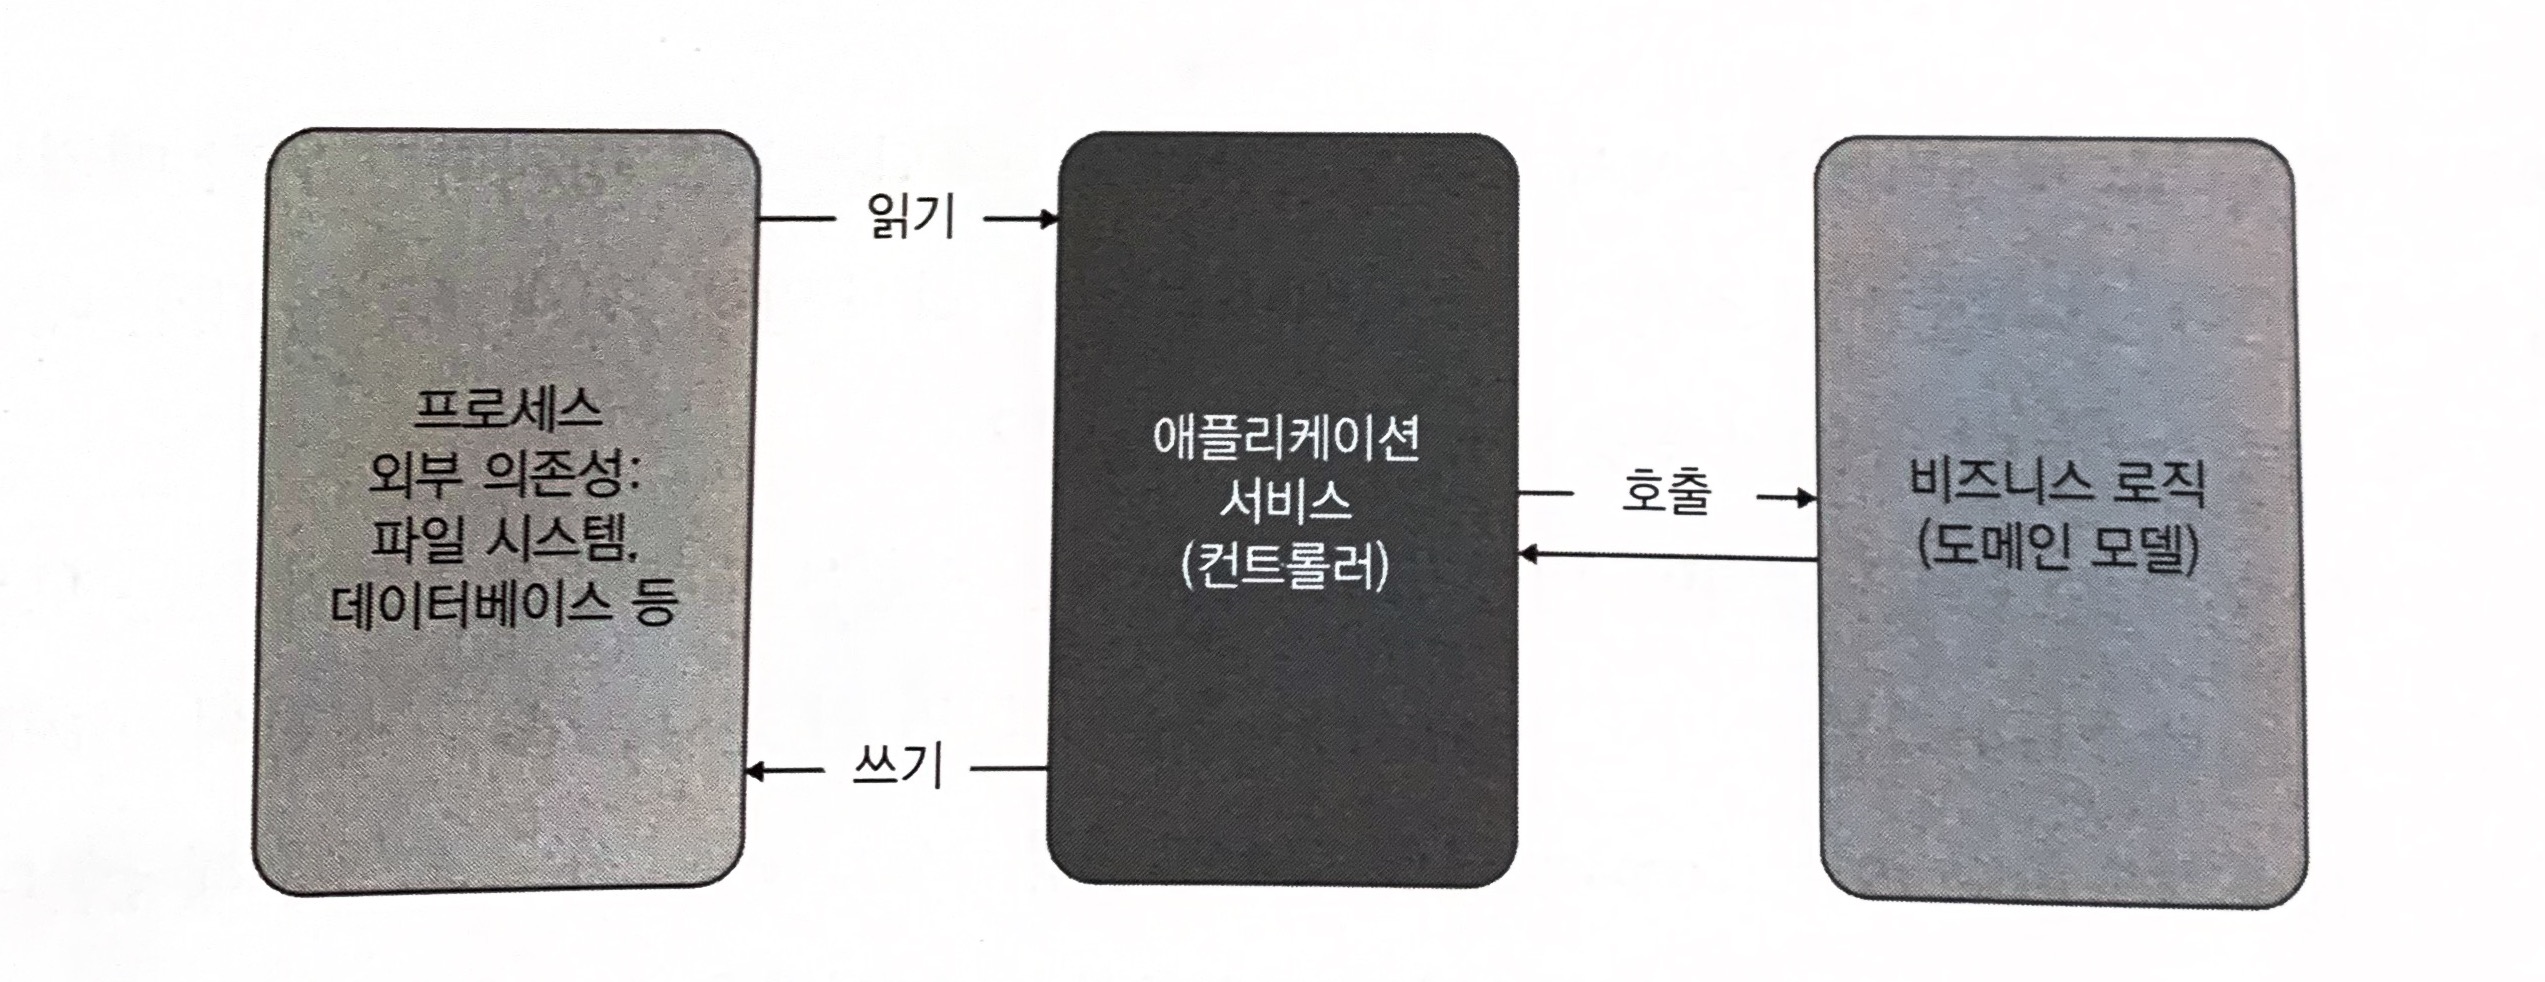 프로세스
외부 의존성:
파일 시스템,
데이터베이스 등
읽기
쓰기
애플리케이션
서비스
(컨트롤러)
호출
비즈니스 로직
(도메인 모델)